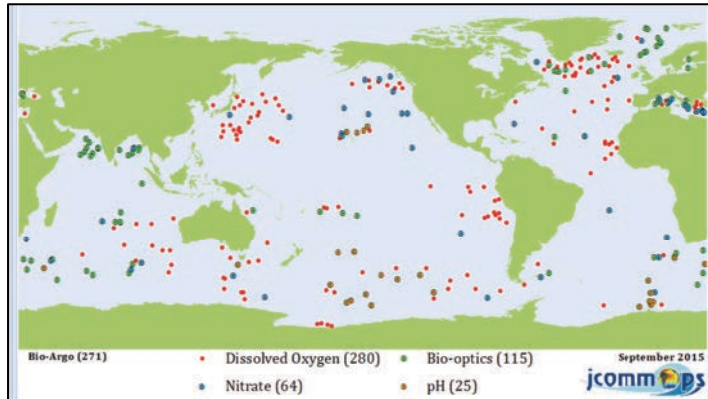 Bio-Argo (271)
Dissolved Oxygen (280)
Bio-optics (115)
September 2015
Nitrate (64)
pH (25)
jcommops